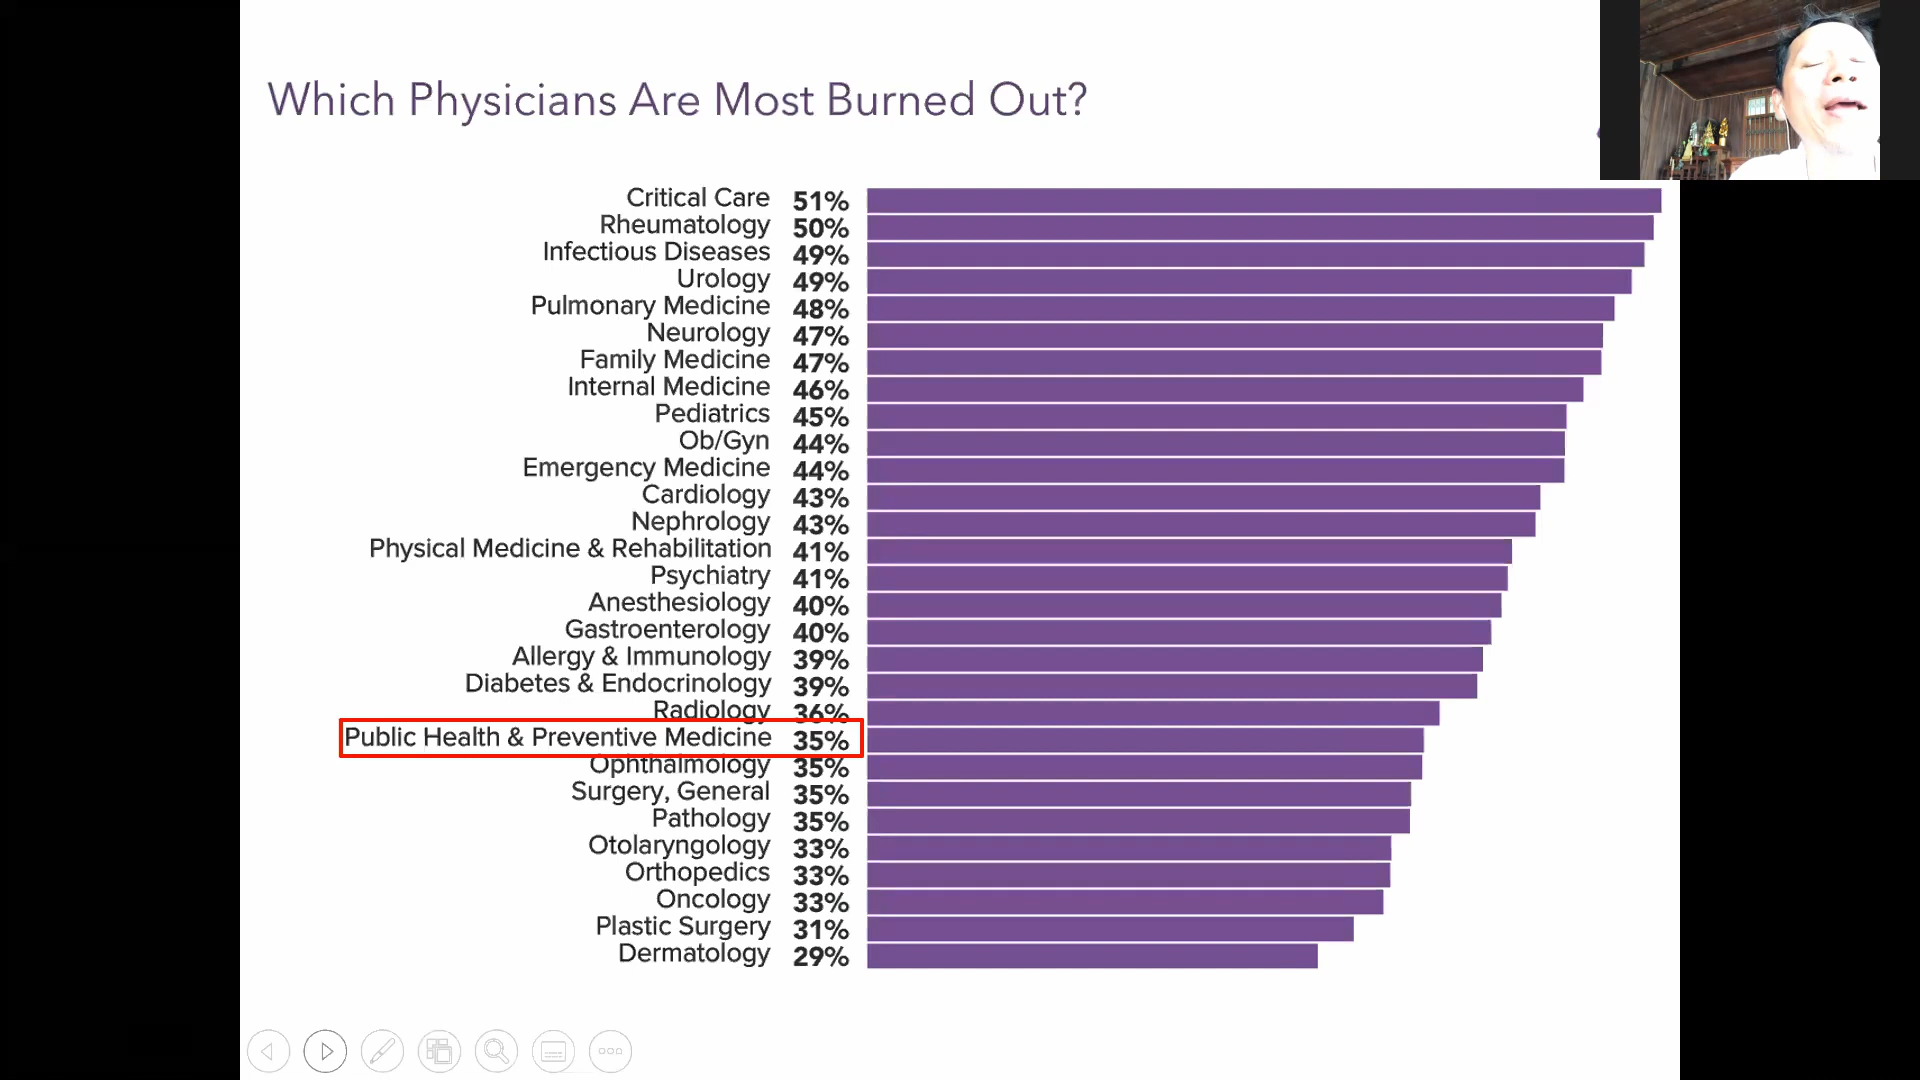 Which Physicians Are Most Burned Out?
Critical Care 51%
Rheumatology 50%
Infectious Diseases 49%
Urology 49%
Pulmonary Medicine 48%
Neurology 47%
Family Medicine 47%
Internal Medicine 46%
Pediatrics 45%
Ob/Gyn 44%
Emergency Medicine 44%
Cardiology 43%
Nephrology 43%
Physical Medicine & Rehabilitation 41%
Psychiatry 41%
Anesthesiology 40%
Gastroenterology 40%
Allergy & Immunology 39%
Diabetes & Endocrinology 39%
Radiology 36%
Public Health & Preventive Medicine 35%
Ophthalmology 35%
Surgery, General 35%
Pathology 35%
Otolaryngology 33%
Orthopedics 33%
Oncology 33%
Plastic Surgery 31%
Dermatology 29%